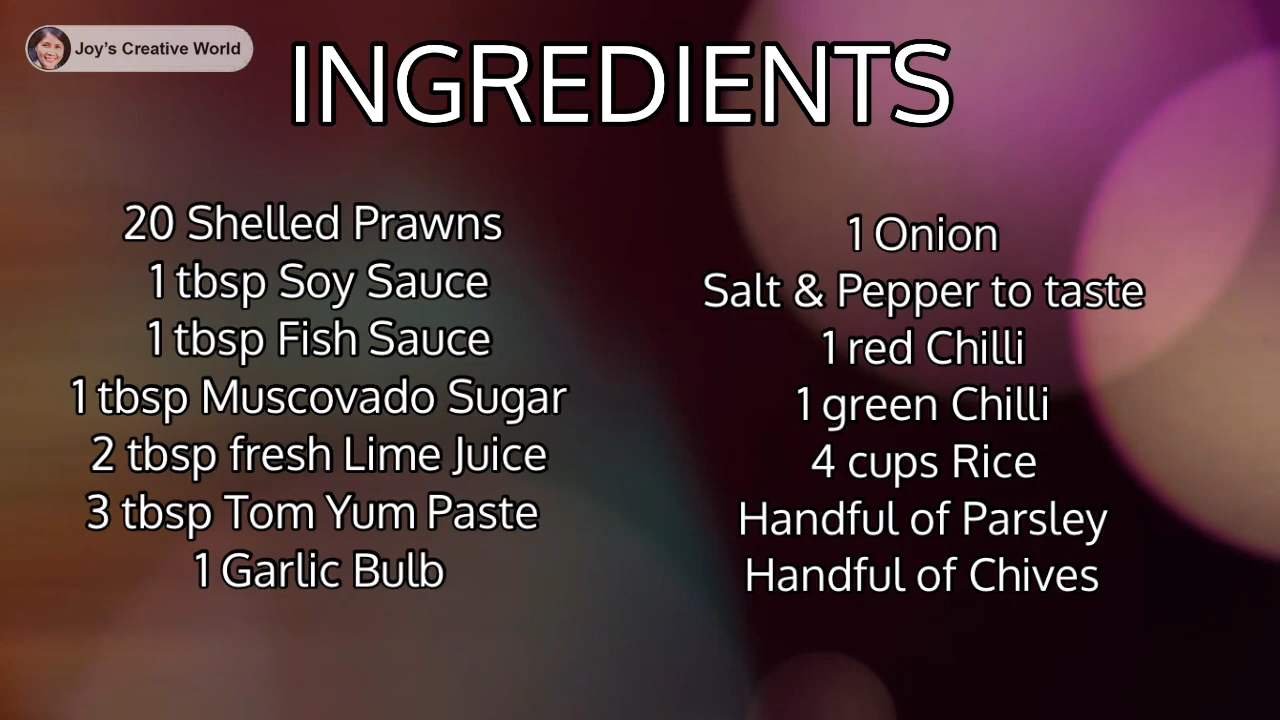 Joy's Creative World
INGREDIENTS
20 Shelled Prawns
1 tbsp Soy Sauce
1 tbsp Fish Sauce
1 tbsp Muscovado Sugar
2 tbsp fresh Lime Juice
3 tbsp Tom Yum Paste
1 Garlic Bulb
1 Onion
Salt & Pepper to taste
1 red Chilli
1 green Chilli
4 cups Rice
Handful of Parsley
Handful of Chives